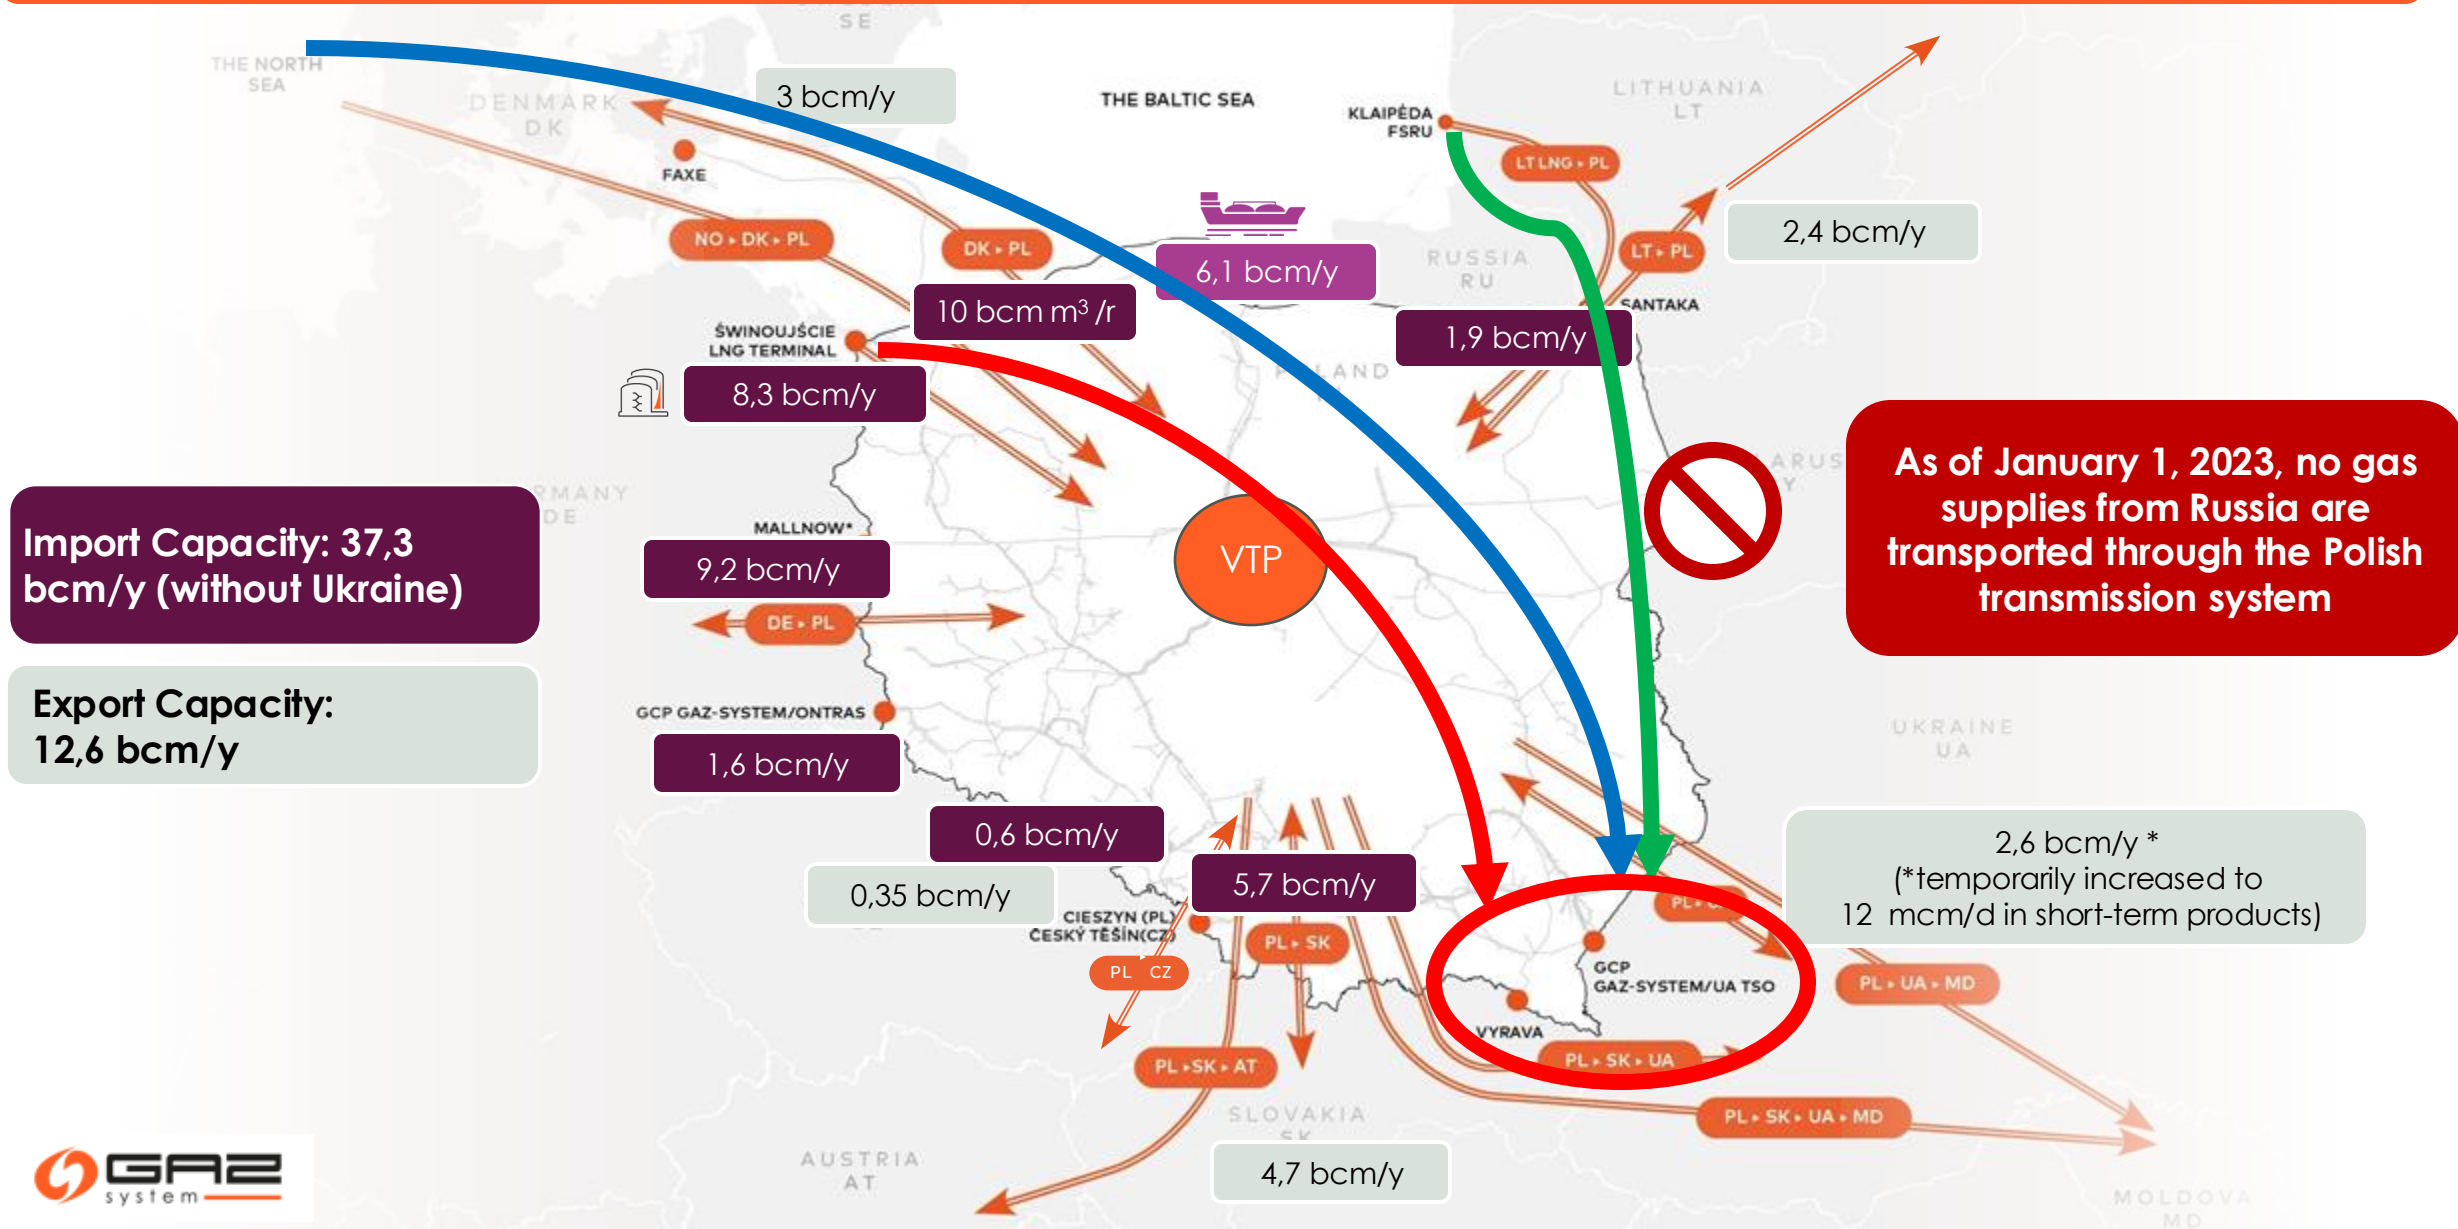 SE
THE NORTH
SEA
DENMARK
DK
3 bcm/y
THE BALTIC SEA
KLAIPĖDA
FSRU
LITHUANIA
LT
FAXE
LT LNG ▸ PL
NO ▸ DK ▸ PL
DK ▸ PL
6,1 bcm/y
RUSSIA
RU
LT ▸ PL
2,4 bcm/y
SANTAKA
10 bcm m³ /r
ŚWINOUJŚCIE
LNG TERMINAL
1,9 bcm/y
8,3 bcm/y
As of January 1, 2023, no gas
supplies from Russia are
transported through the Polish
transmission system
Import Capacity: 37,3
bcm/y (without Ukraine)
DE
MALLNOW*
VTP
9,2 bcm/y
DE ▸ PL
Export Capacity:
12,6 bcm/y
GCP GAZ-SYSTEM/ONTRAS
1,6 bcm/y
UKRAINE
UA
0,6 bcm/y
5,7 bcm/y
0,35 bcm/y
2,6 bcm/y *
(*temporarily increased to
12 mcm/d in short-term products)
CIESZYN (PL)
ČESKÝ TĚŠÍN(CZ)
PL CZ
PL ▸ SK
GCP
GAZ-SYSTEM/UA TSO
PL ▸ UA ▸ MD
VYRAVA
PL ▸ SK ▸ AT
PL ▸ SK ▸ UA
SLOVAKIA
SK
PL ▸ SK ▸ UA ▸ MD
AUSTRIA
AT
4,7 bcm/y
GAZ
system
MOLDOVA
MD